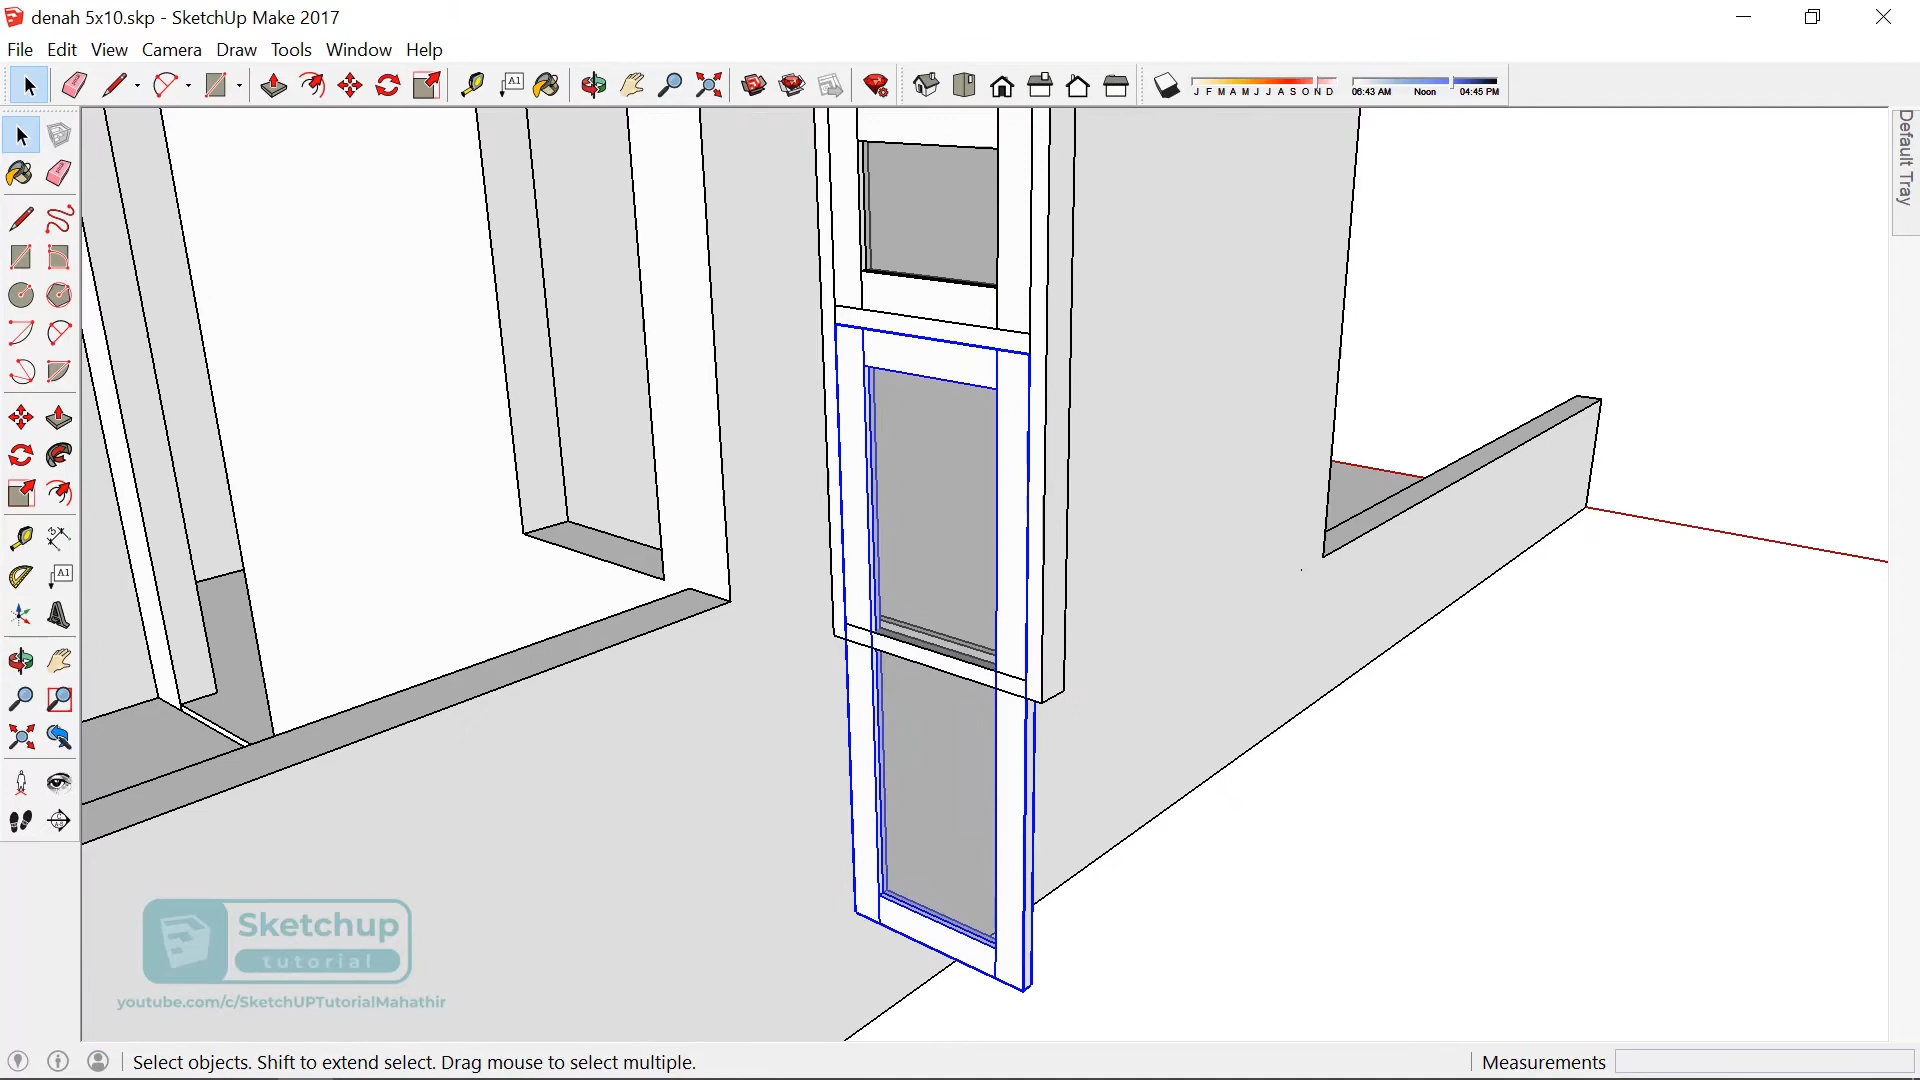 denah 5x10.skp - SketchUp Make 2017
File Edit View Camera Draw Tools Window Help
A1
J F M A M J J A S O N D
06:43 AM Noon 04:45 PM
Default Tray
A1
Sketchup
tutorial
youtube.com/c/SketchUPTutorialMahathir
Select objects. Shift to extend select. Drag mouse to select multiple.
Measurements